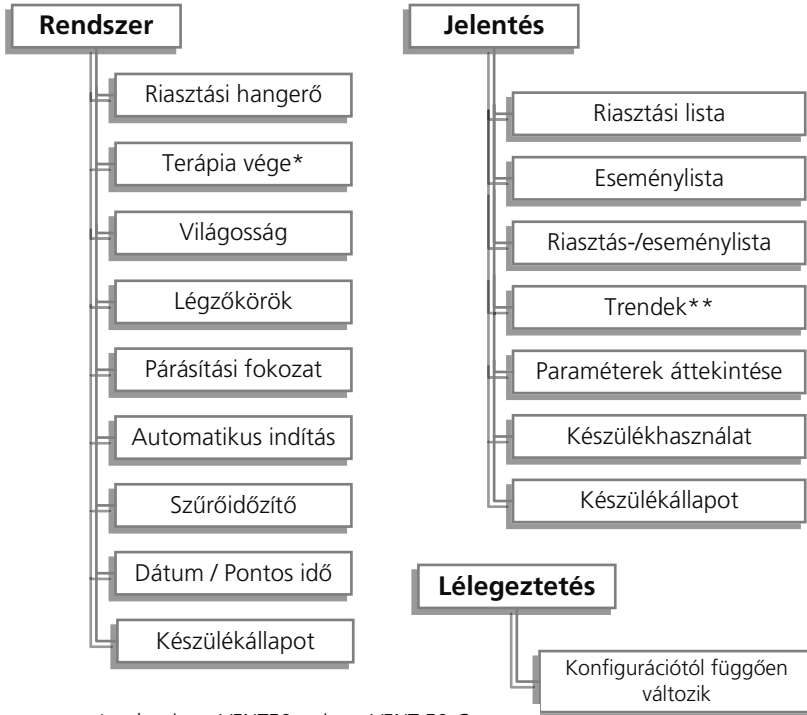 Rendszer
Riasztási hangerő
Terápia vége*
Világosság
Légzőkörök
Párásítási fokozat
Automatikus indítás
Szűrőidőzítő
Dátum / Pontos idő
Készülékállapot
Jelentés
Riasztási lista
Eseménylista
Riasztás-/eseménylista
Trendek**
Paraméterek áttekintése
Készülékhasználat
Készülékállapot
Lélegeztetés
Konfigurációtól függően
változik